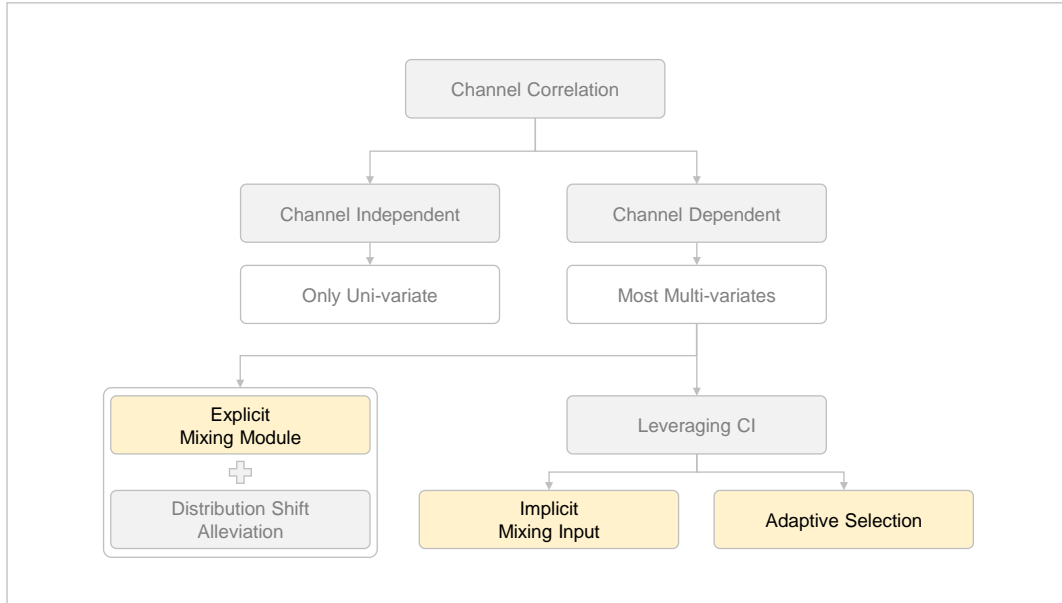 Channel Correlation
Channel Independent
Channel Dependent
Only Uni-variate
Most Multi-variates
Explicit
Mixing Module
Distribution Shift
Alleviation
Leveraging CI
Implicit
Mixing Input
Adaptive Selection